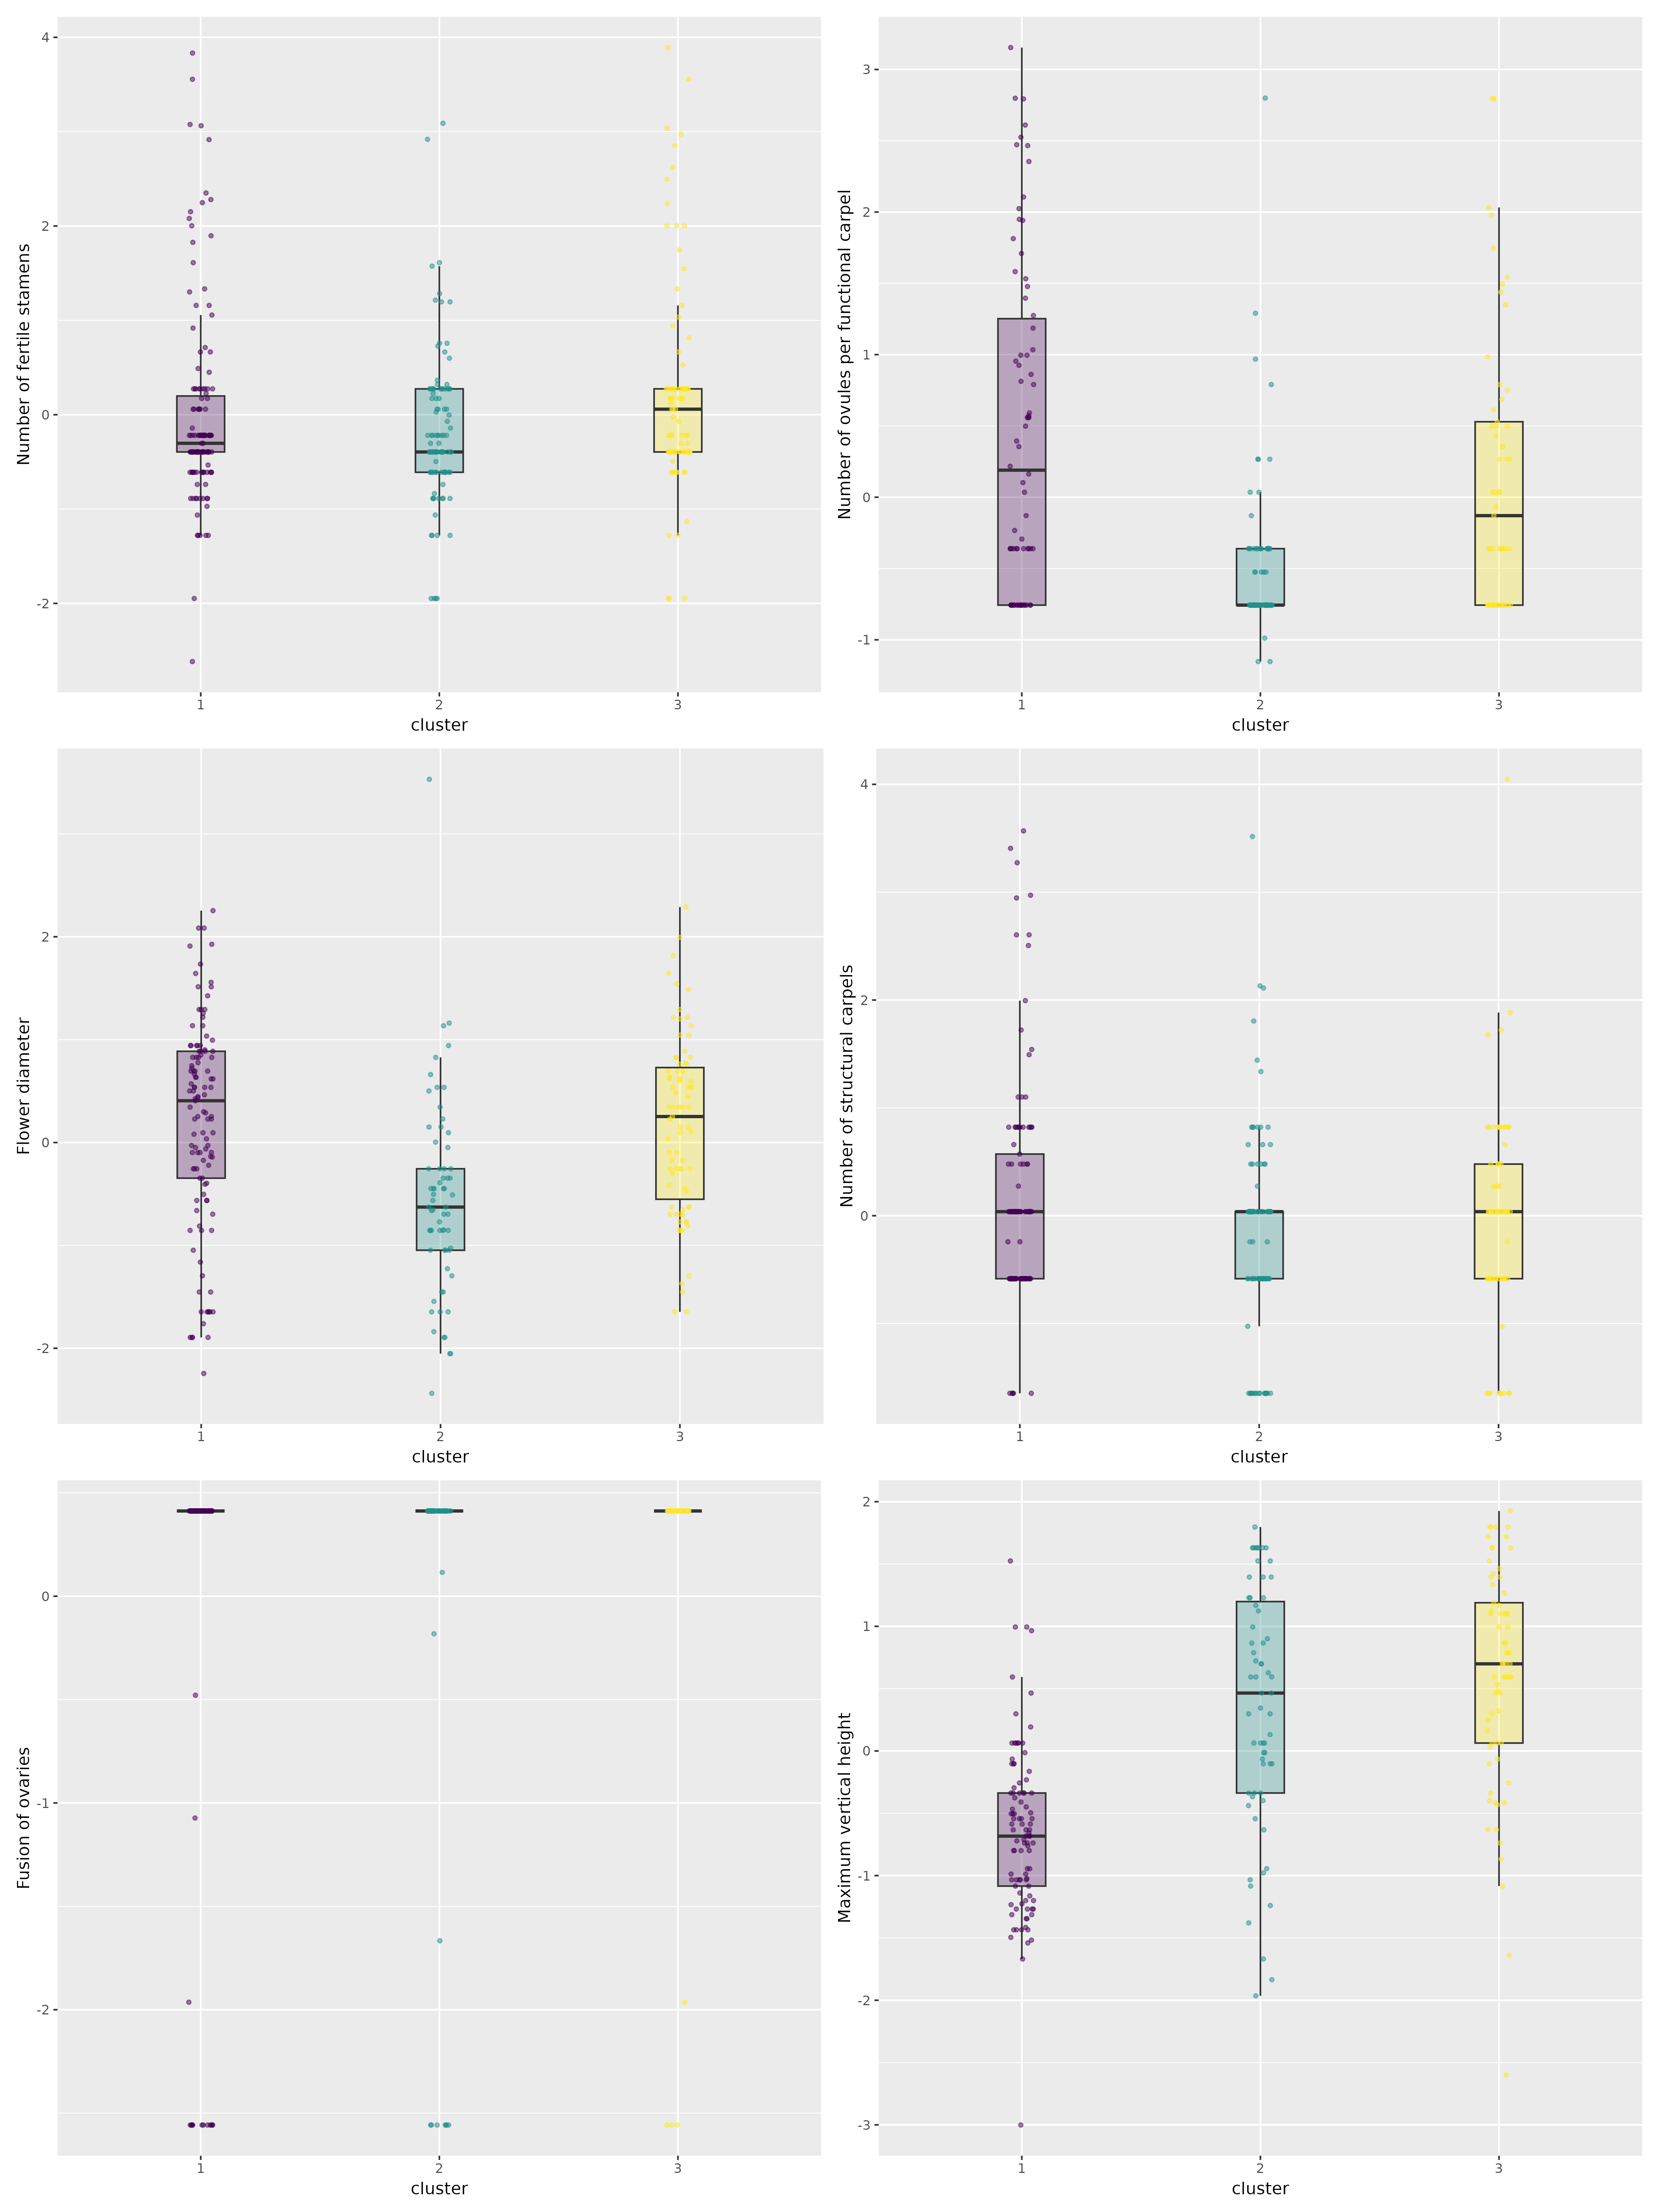 Number of fertile stamens
4
2
0
-2
1 2 3
cluster
Number of ovules per functional carpel
3
2
1
0
-1
1 2 3
cluster
Flower diameter
2
0
-2
1 2 3
cluster
Number of structural carpels
4
2
0
1 2 3
cluster
Fusion of ovaries
0
-1
-2
1 2 3
cluster
Maximum vertical height
2
1
0
-1
-2
-3
1 2 3
cluster